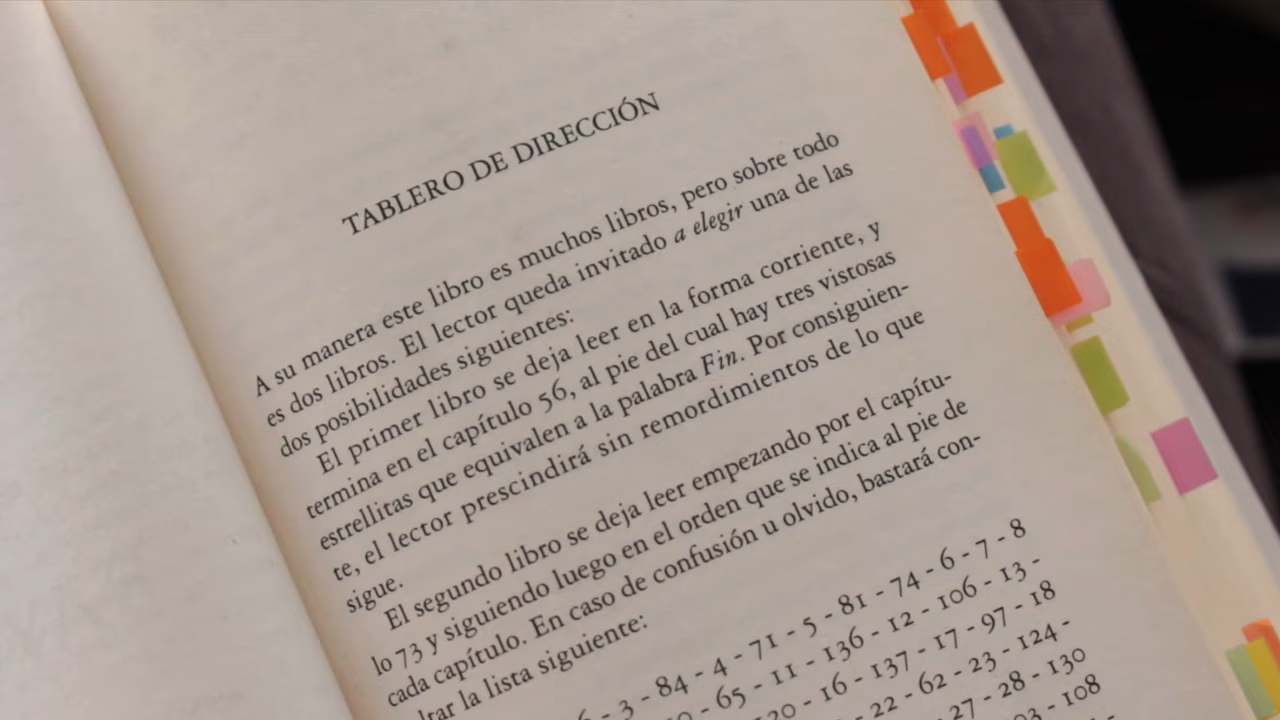 TABLERO DE DIRECCIÓN
A su manera este libro es muchos libros, pero sobre todo
es dos libros. El lector queda invitado a elegir una de las
dos posibilidades siguientes:
El primer libro se deja leer en la forma corriente, y
termina en el capítulo 56, al pie del cual hay tres vistosas
estrellitas que equivalen a la palabra Fin. Por consiguien-
te, el lector prescindirá sin remordimientos de lo que
sigue.
El segundo libro se deja leer empezando por el capítu-
lo 73 y siguiendo luego en el orden que se indica al pie de
cada capítulo. En caso de confusión u olvido, bastará con-
siguiente:
- 3 - 84 - 4 - 71 - 5 - 81 - 74 - 6 - 7 - 8
- 65 - 11 - 136 - 12 - 106 - 13 -
- 16 - 137 - 17 - 97 - 18
- 22 - 62 - 23 - 124 -
27 - 28 - 130
- 108